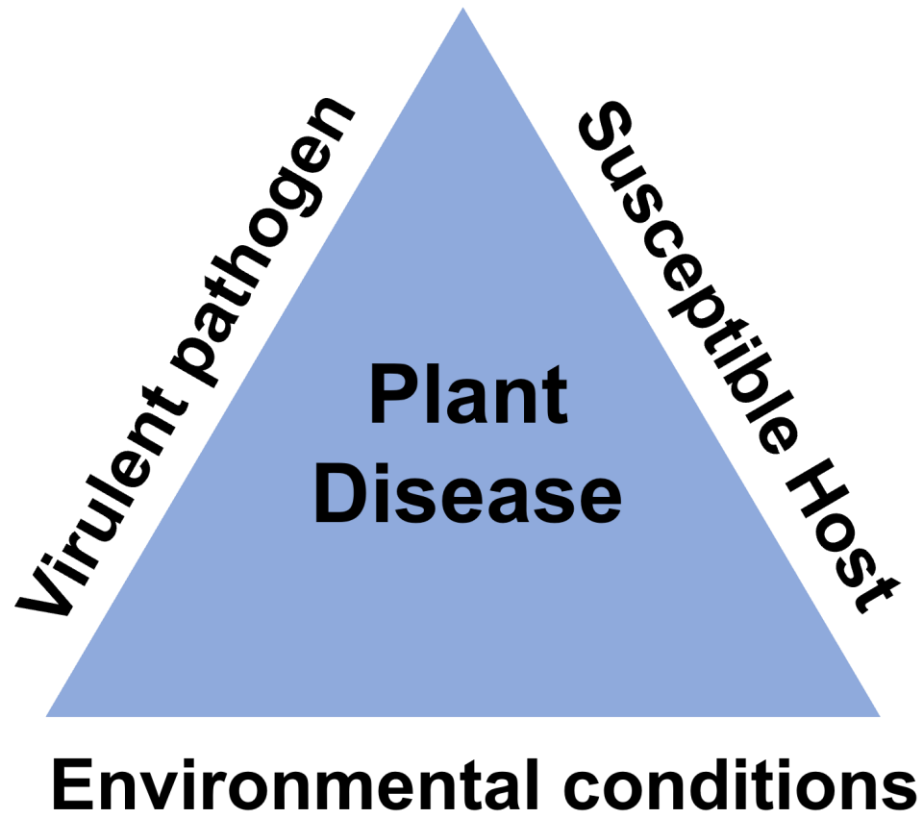 Virulent pathogen
Susceptible Host
Plant
Disease
Environmental conditions